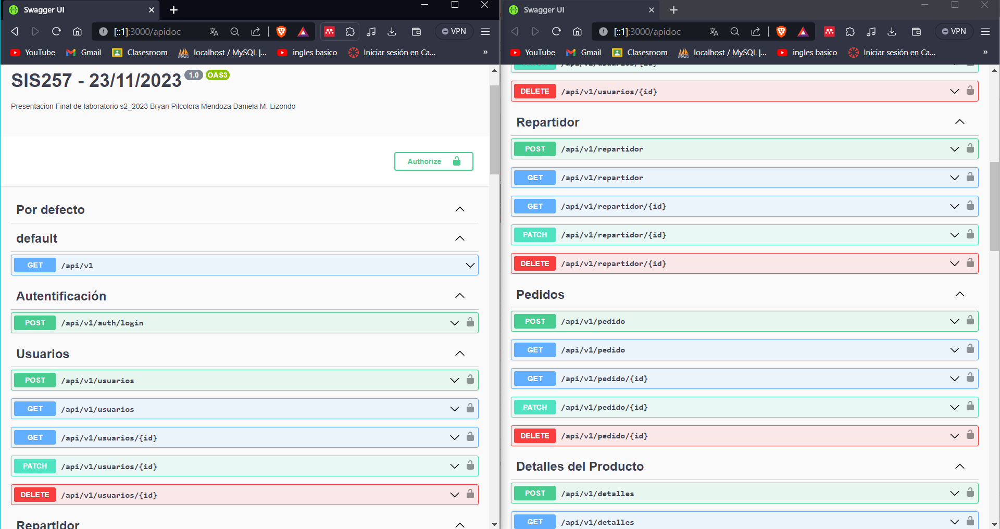 Swagger UI
[::1]:3000/apidoc
VPN
YouTube
Gmail
Clasesroom
localhost / MySQL |...
ingles basico
Iniciar sesión en Ca...
»
SIS257 - 23/11/2023 1.0 OAS3
Presentacion Final de laboratorio s2_2023 Bryan Pilcolora Mendoza Daniela M. Lizondo
Authorize
Por defecto
default
GET /api/v1
Autentificación
POST /api/v1/auth/login
Usuarios
POST /api/v1/usuarios
GET /api/v1/usuarios
GET /api/v1/usuarios/{id}
PATCH /api/v1/usuarios/{id}
DELETE /api/v1/usuarios/{id}
Repartidor
Swagger UI
[::1]:3000/apidoc
VPN
YouTube
Gmail
Clasesroom
localhost / MySQL |...
ingles basico
Iniciar sesión en Ca...
»
/api/v1/usuarios/{id}
DELETE /api/v1/usuarios/{id}
Repartidor
POST /api/v1/repartidor
GET /api/v1/repartidor
GET /api/v1/repartidor/{id}
PATCH /api/v1/repartidor/{id}
DELETE /api/v1/repartidor/{id}
Pedidos
POST /api/v1/pedido
GET /api/v1/pedido
GET /api/v1/pedido/{id}
PATCH /api/v1/pedido/{id}
DELETE /api/v1/pedido/{id}
Detalles del Producto
POST /api/v1/detalles
GET /api/v1/detalles